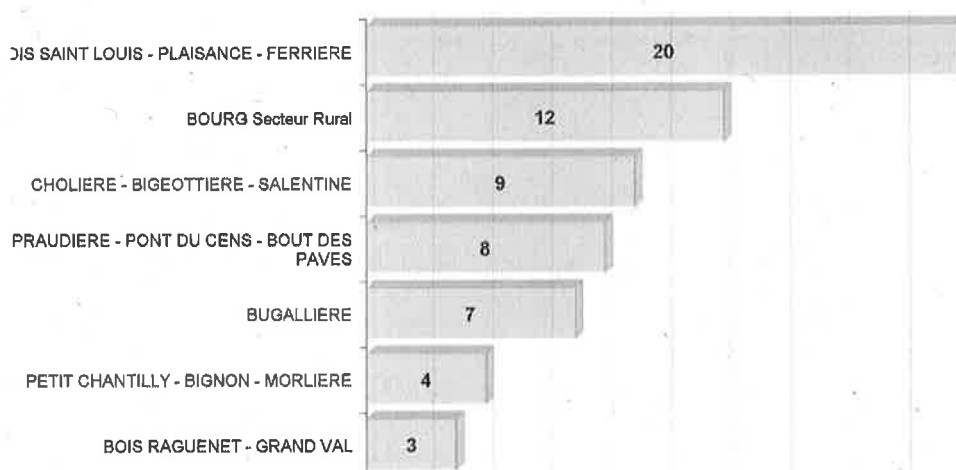 OIS SAINT LOUIS - PLAISANCE - FERRIERE
20
BOURG Secteur Rural
12
CHOLIERE - BIGEOTTIERE - SALENTINE
9
PRAUDIERE - PONT DU CENS - BOUT DES
PAVES
8
BUGALLIERE
7
PETIT CHANTILLY - BIGNON - MORLIERE
4
BOIS RAGUENET - GRAND VAL
3